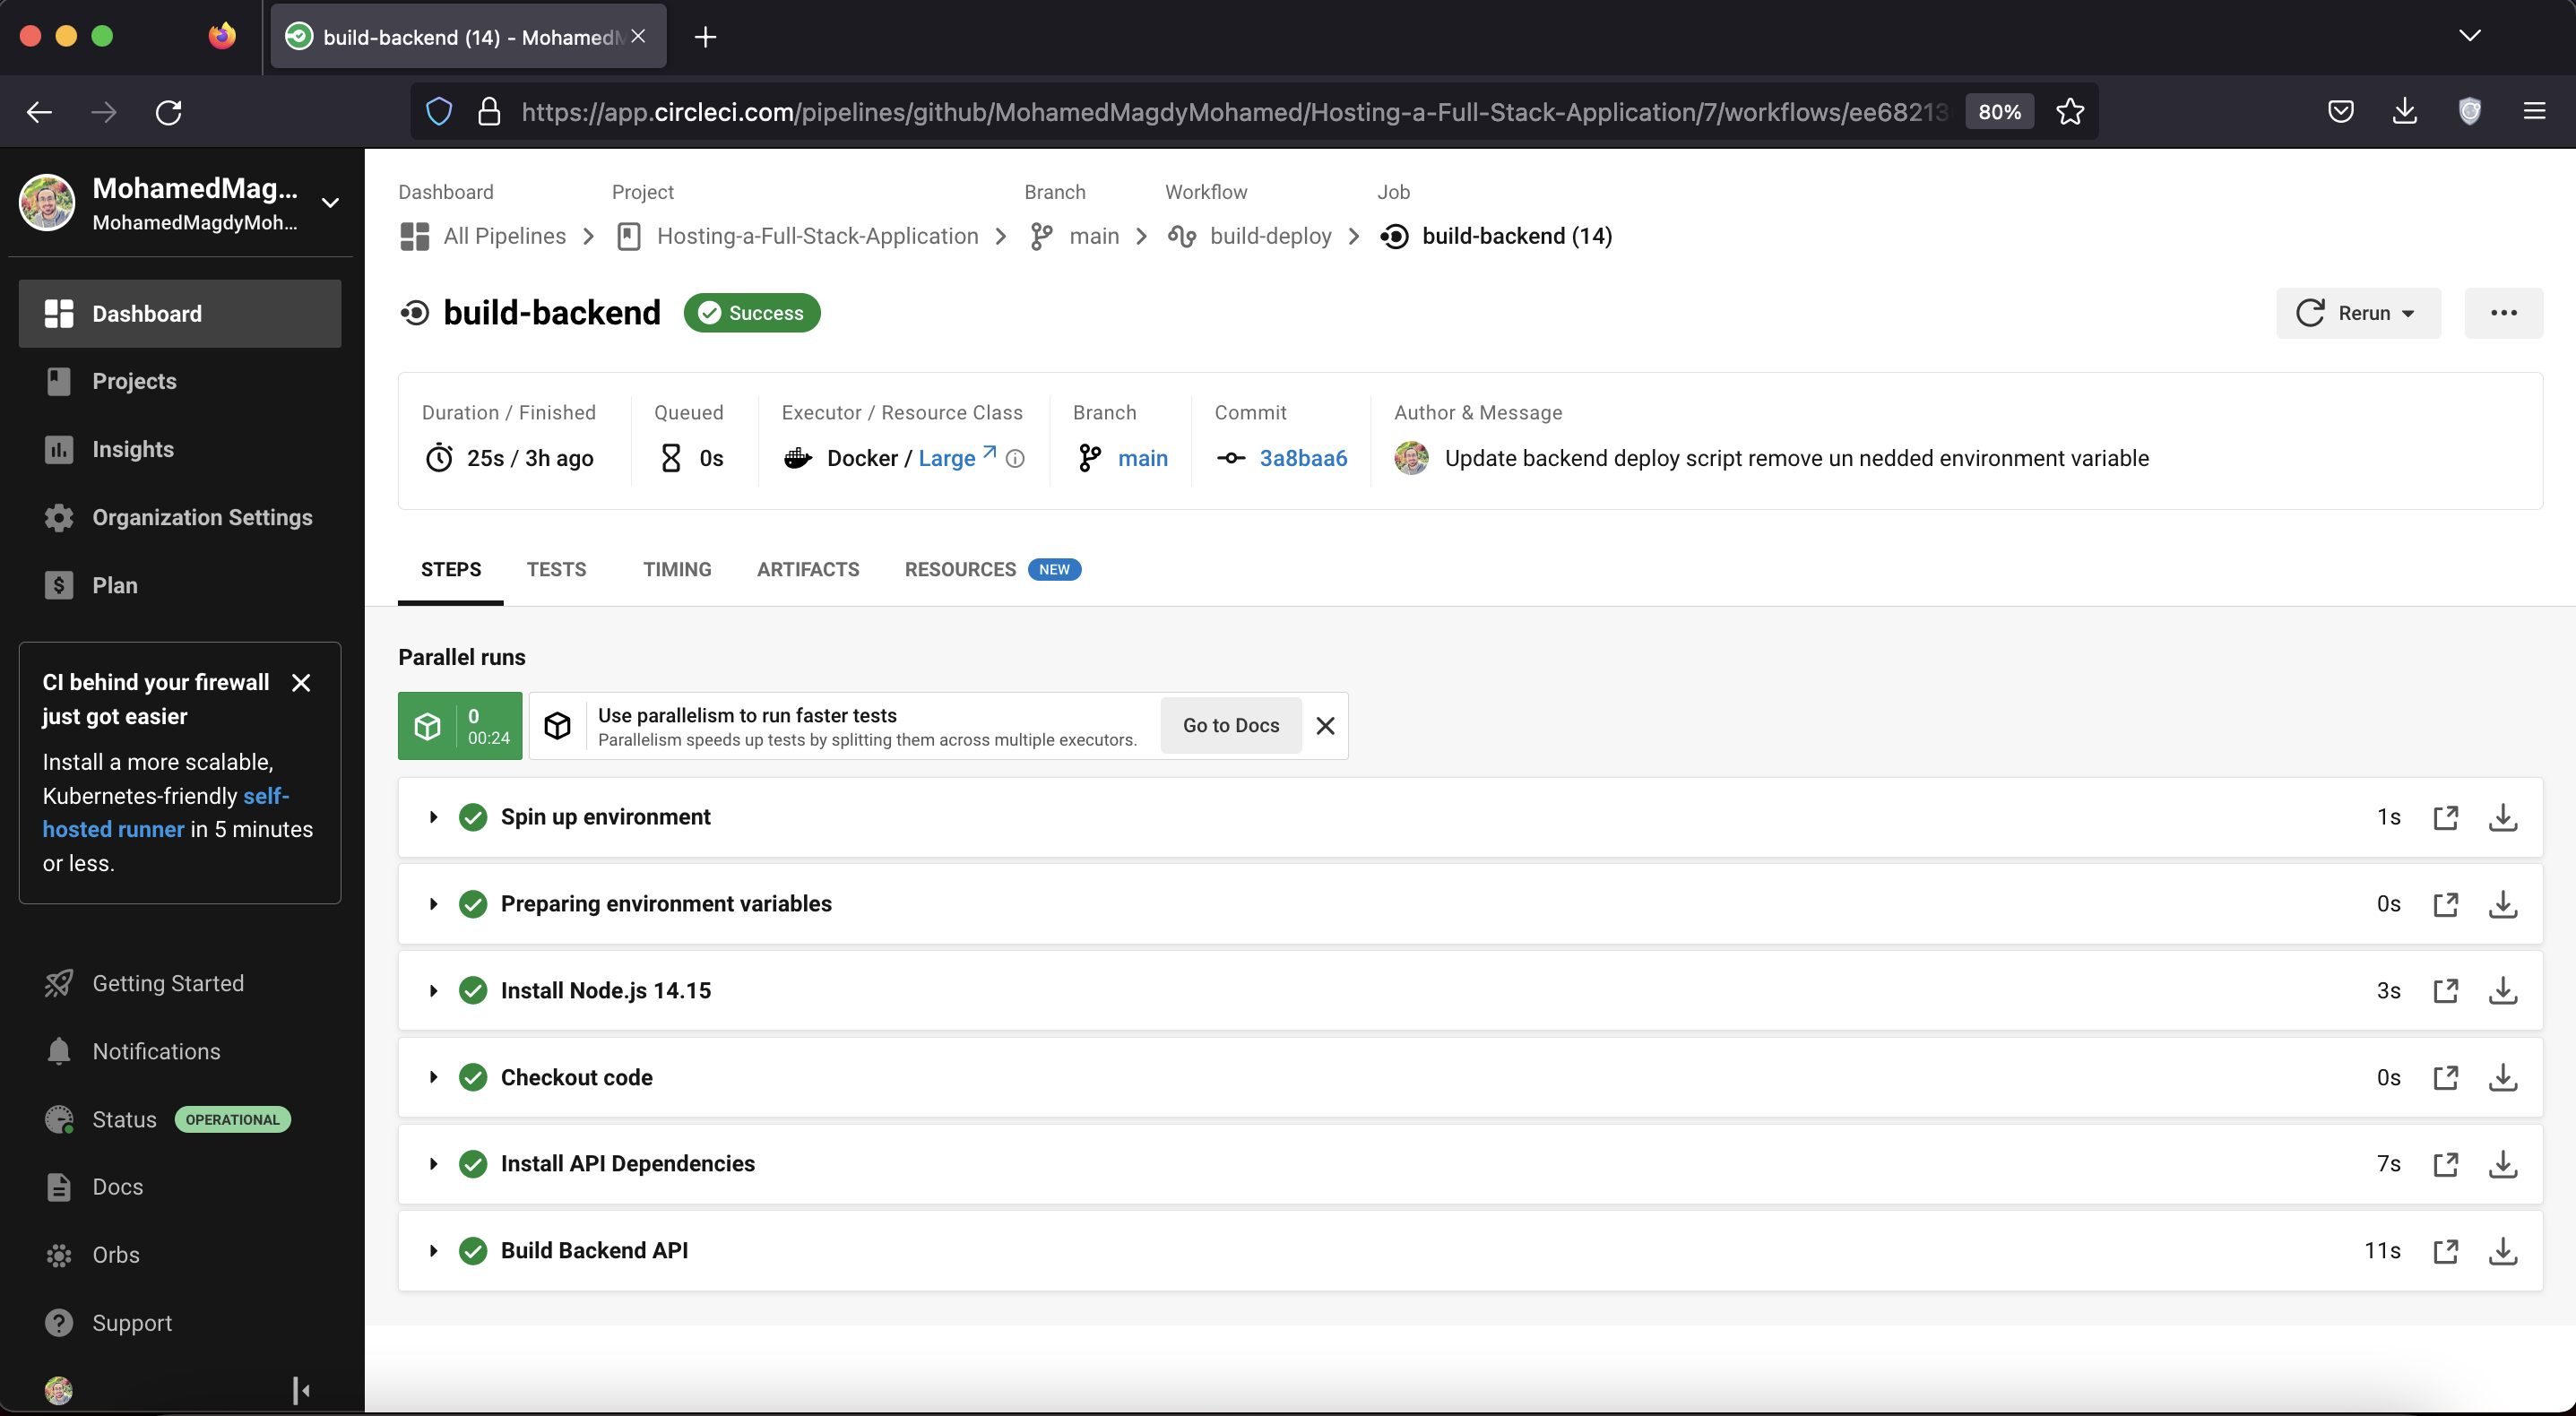 build-backend (14) - Mohamed
https://app.circleci.com/pipelines/github/MohamedMagdyMohamed/Hosting-a-Full-Stack-Application/7/workflows/ee68213
80%
MohamedMag...
MohamedMagdyMoh...
Dashboard
Projects
Insights
Organization Settings
Plan
CI behind your firewall
just got easier
Install a more scalable,
Kubernetes-friendly self-
hosted runner in 5 minutes
or less.
Getting Started
Notifications
Status OPERATIONAL
Docs
Orbs
Support
Dashboard Project Branch Workflow Job
All Pipelines Hosting-a-Full-Stack-Application main build-deploy build-backend (14)
build-backend Success
Rerun
Duration / Finished Queued Executor / Resource Class Branch Commit Author & Message
25s / 3h ago 0s Docker / Large main 3a8baa6 Update backend deploy script remove un nedded environment variable
STEPS TESTS TIMING ARTIFACTS RESOURCES NEW
Parallel runs
0
00:24
Use parallelism to run faster tests
Parallelism speeds up tests by splitting them across multiple executors.
Go to Docs
Spin up environment 1s
Preparing environment variables 0s
Install Node.js 14.15 3s
Checkout code 0s
Install API Dependencies 7s
Build Backend API 11s